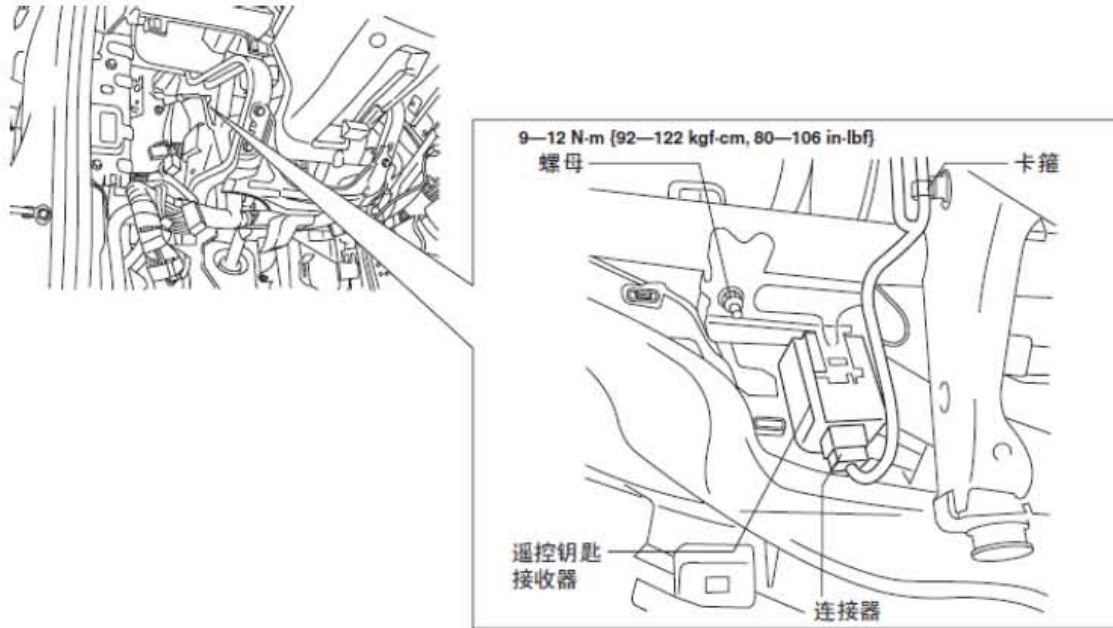 9—12 N·m {92—122 kgf·cm, 80—106 in·lbf}
螺母
卡箍
遥控钥匙
接收器
连接器